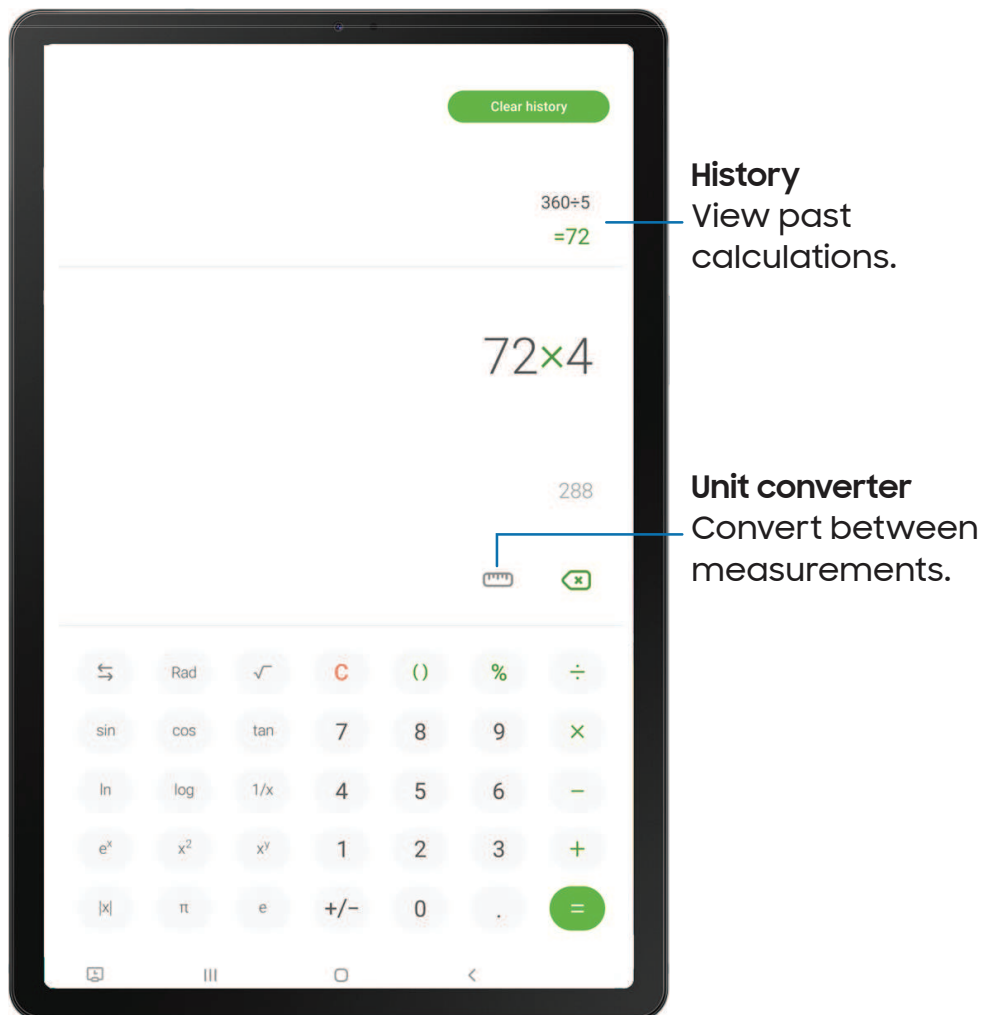 Clear history
360÷5
=72
History
View past
calculations.
72×4
288
Unit converter
Convert between
measurements.
Rad √ C () % ÷
sin cos tan 7 8 9 ×
ln log 1/x 4 5 6 −
eˣ x² xʸ 1 2 3 +
|x| π e +/− 0 . =